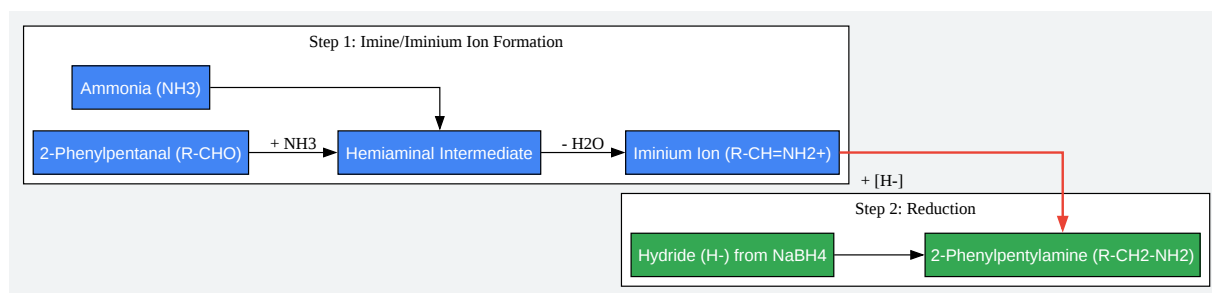 Step 1: Imine/Iminium Ion Formation
Ammonia (NH3)
2-Phenylpentanal (R-CHO)
+ NH3
Hemiaminal Intermediate
- H2O
Iminium Ion (R-CH=NH2+)
+ [H-]
Step 2: Reduction
Hydride (H-) from NaBH4
2-Phenylpentylamine (R-CH2-NH2)